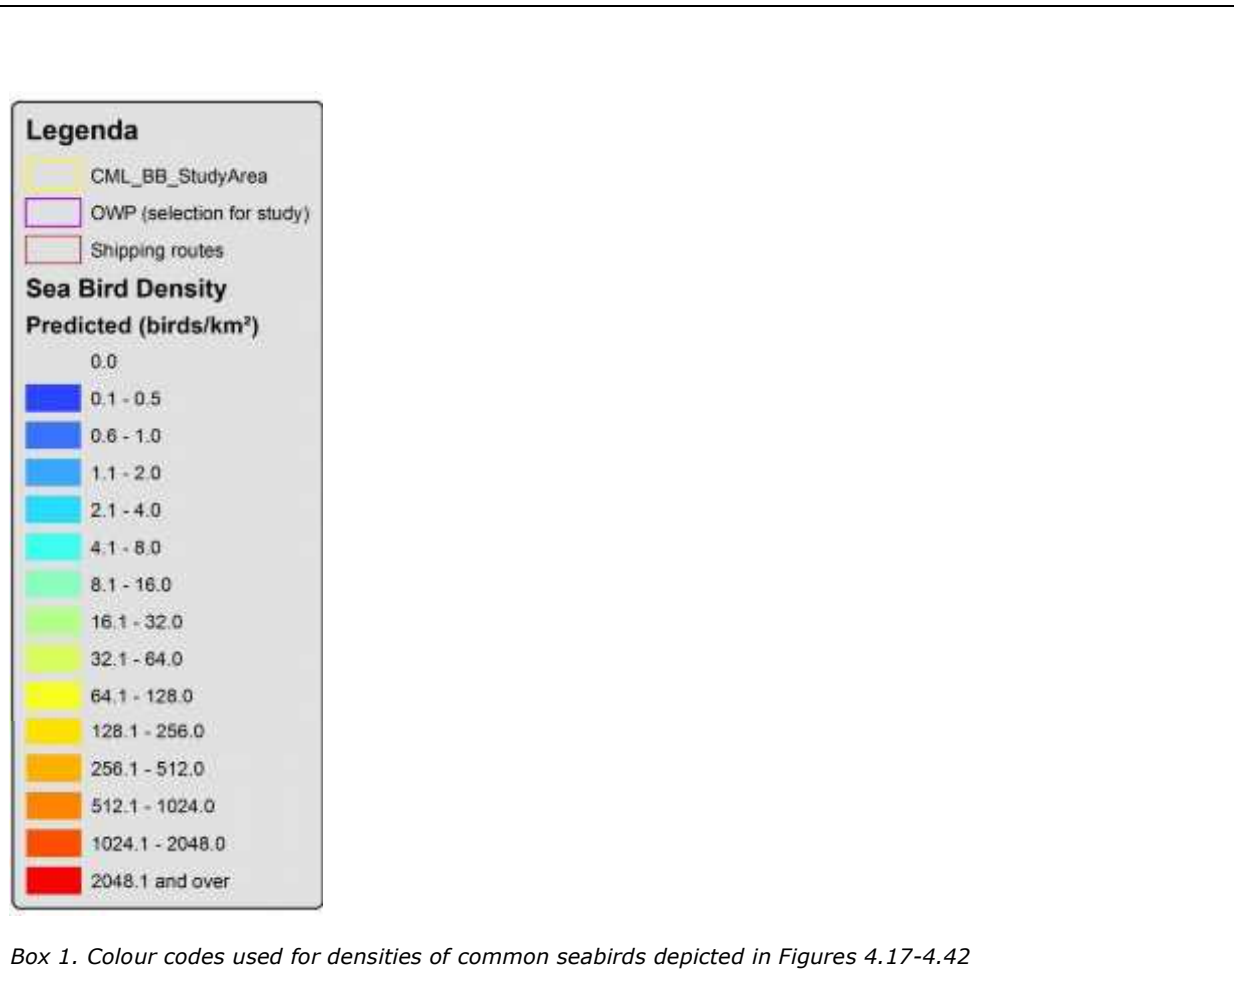 Legenda
CML_BB_StudyArea
OWP (selection for study)
Shipping routes
Sea Bird Density
Predicted (birds/km²)
0.0
0.1 - 0.5
0.6 - 1.0
1.1 - 2.0
2.1 - 4.0
4.1 - 8.0
8.1 - 16.0
16.1 - 32.0
32.1 - 64.0
64.1 - 128.0
128.1 - 256.0
256.1 - 512.0
512.1 - 1024.0
1024.1 - 2048.0
2048.1 and over
Box 1. Colour codes used for densities of common seabirds depicted in Figures 4.17-4.42